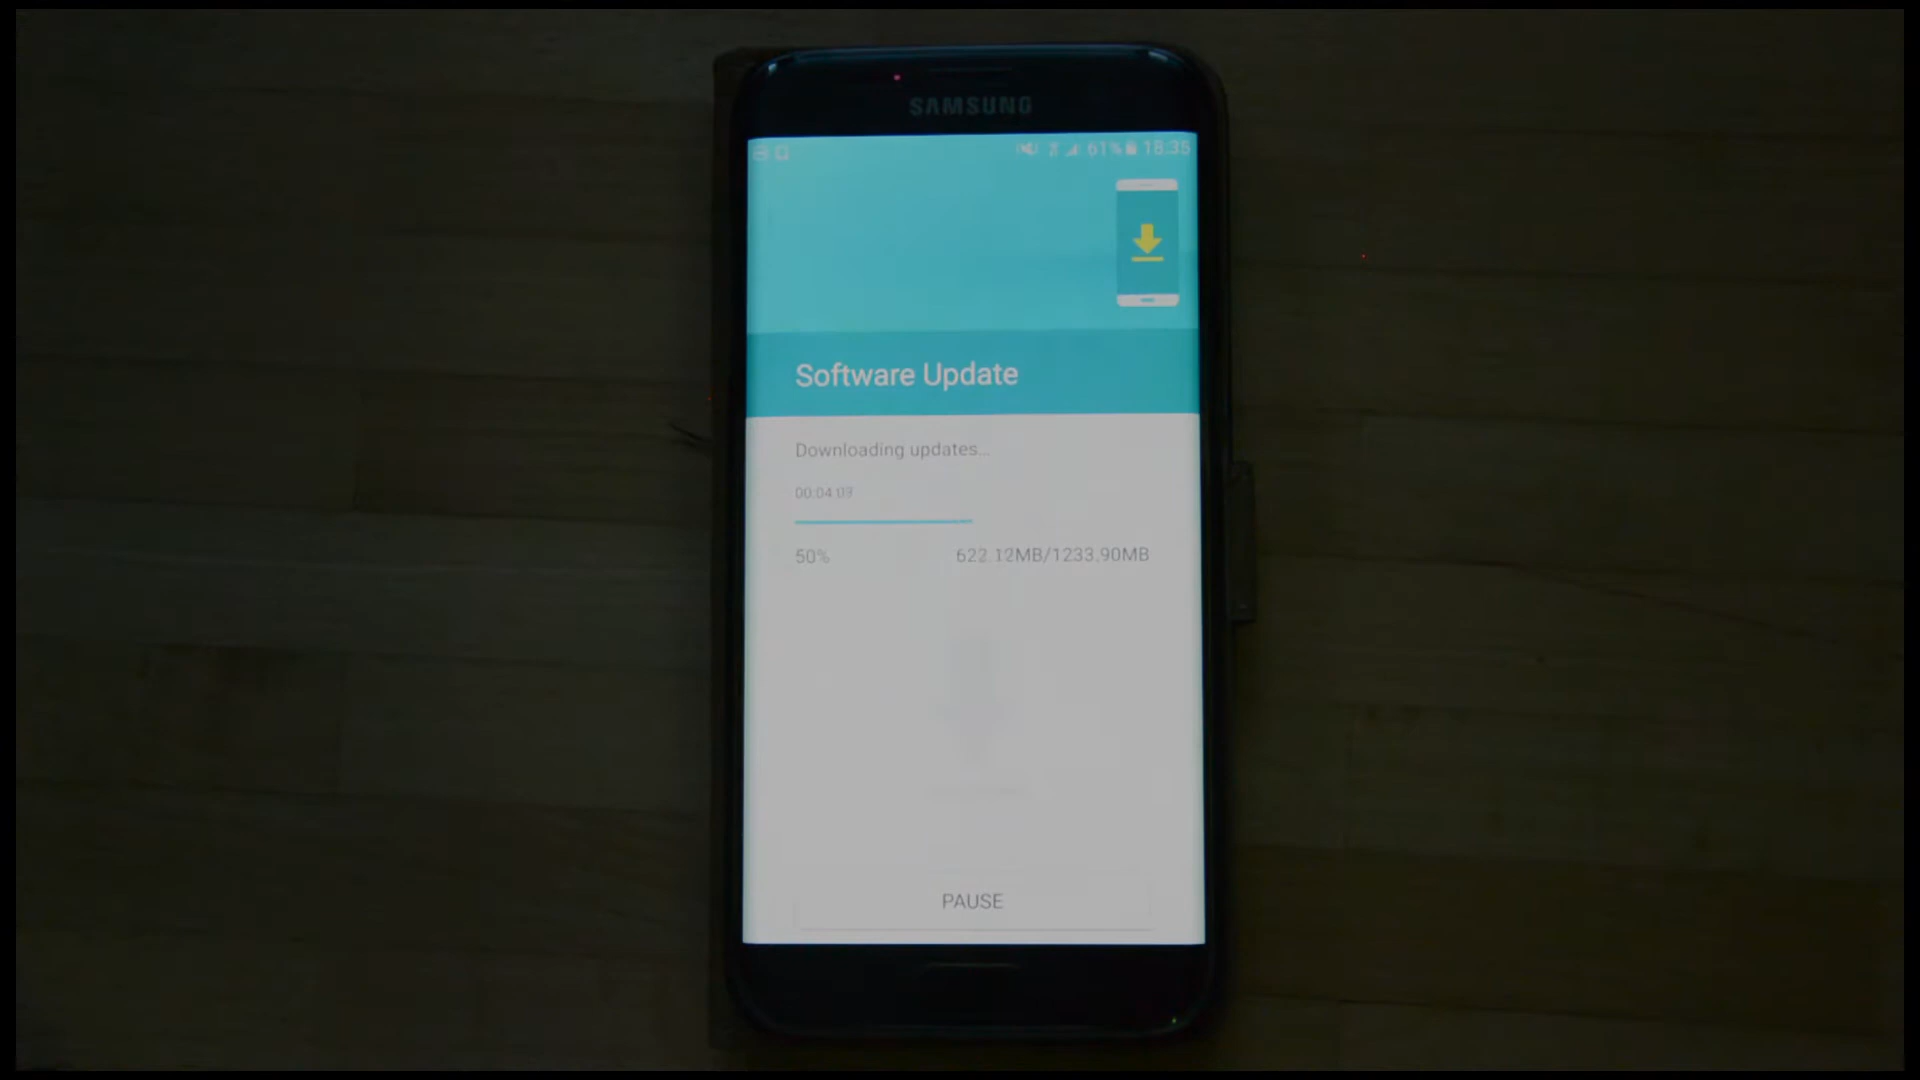 SAMSUNG
61% 18:35
Software Update
Downloading updates...
00:04:03
50% 622.12MB/1233.90MB
PAUSE